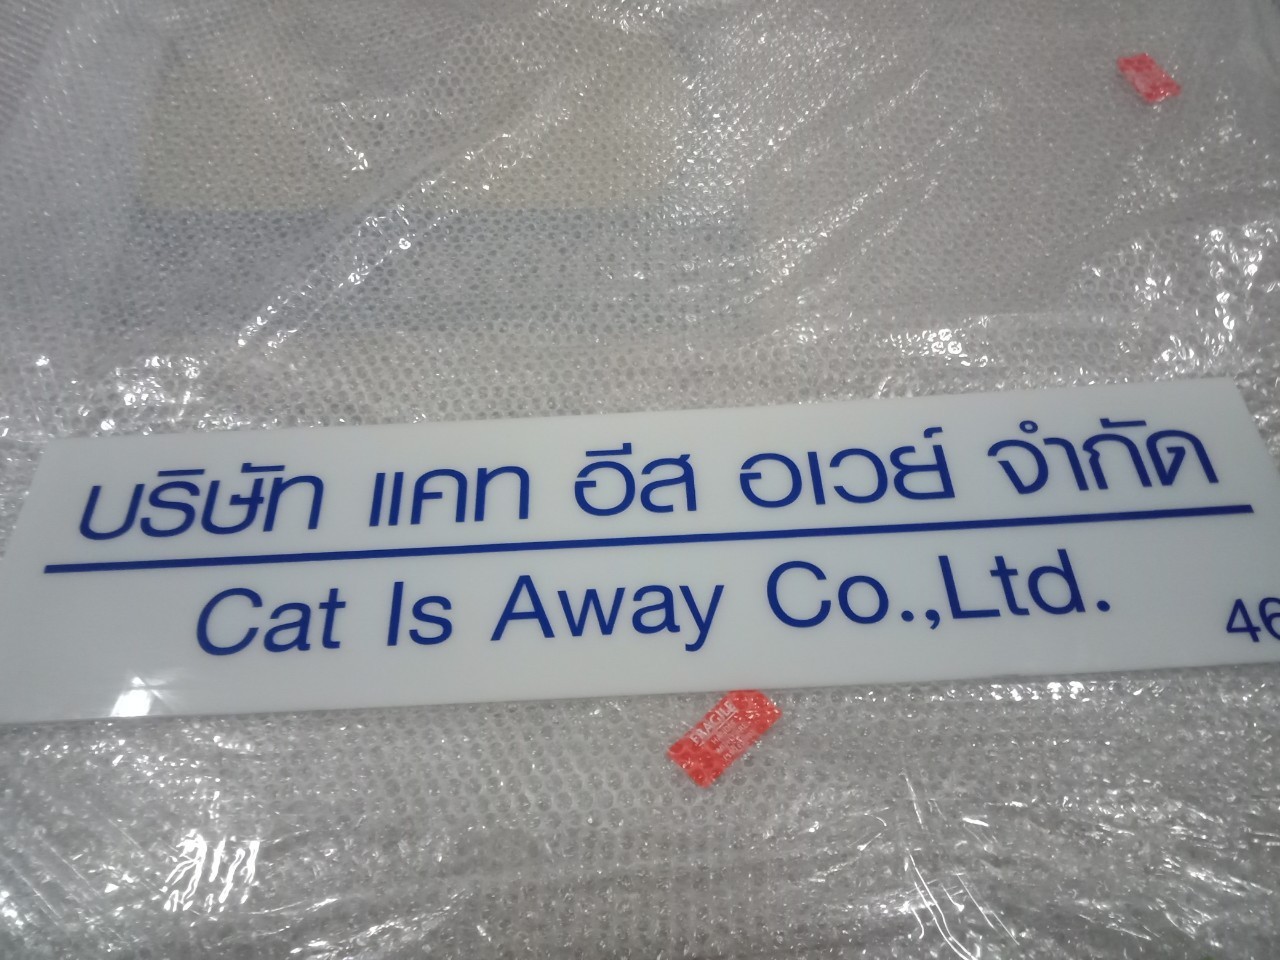 บริษัท แคท อีส อเวย์ จำกัด
Cat Is Away Co.,Ltd.
46
FRAGILE